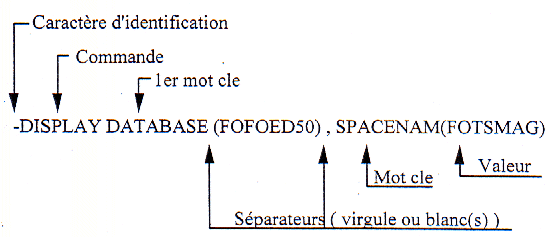 Caractère d'identification
Commande
1er mot cle
-DISPLAY DATABASE (FOFOED50) , SPACENAM(FOTSMAG)
Valeur
Mot cle
Séparateurs ( virgule ou blanc(s) )